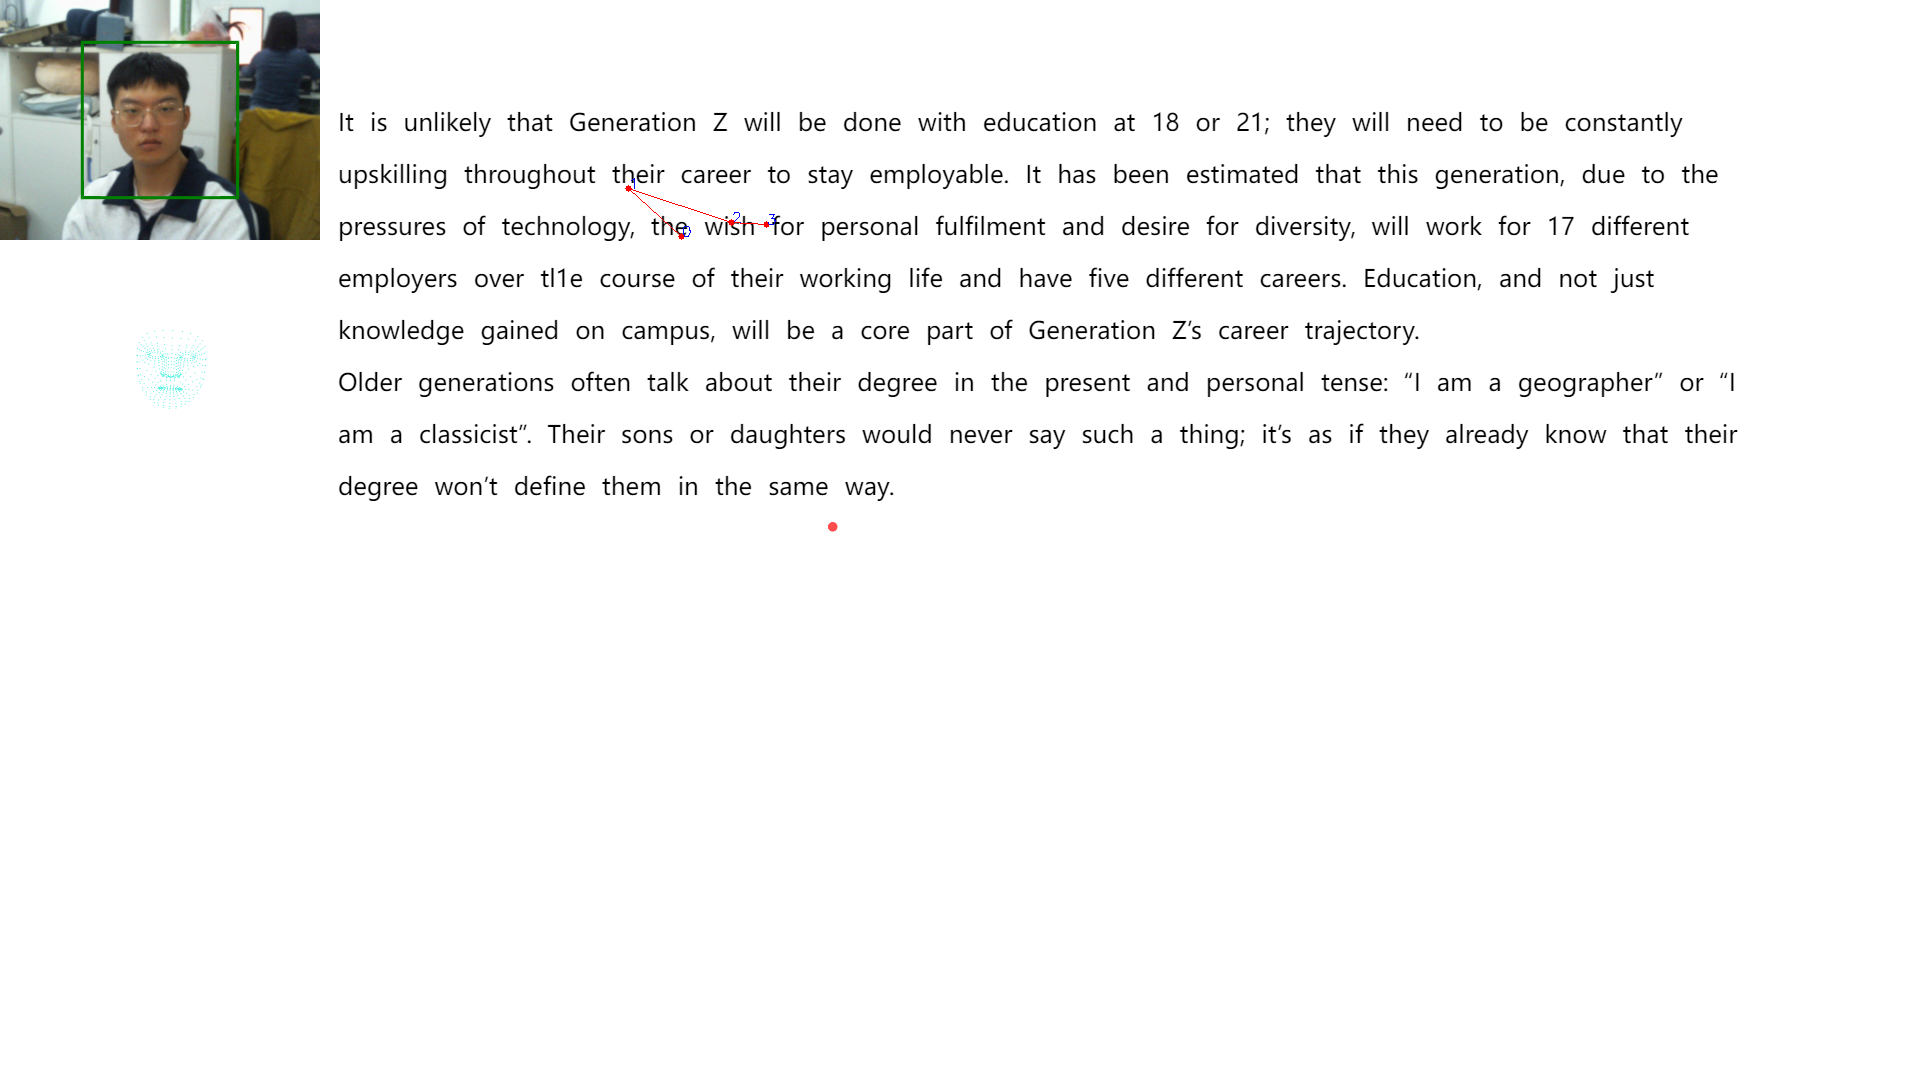 It is unlikely that Generation Z will be done with education at 18 or 21; they will need to be constantly
upskilling throughout their career to stay employable. It has been estimated that this generation, due to the
pressures of technology, the wish for personal fulfilment and desire for diversity, will work for 17 different
employers over tl1e course of their working life and have five different careers. Education, and not just
knowledge gained on campus, will be a core part of Generation Z’s career trajectory.
Older generations often talk about their degree in the present and personal tense: “I am a geographer” or “I
am a classicist”. Their sons or daughters would never say such a thing; it’s as if they already know that their
degree won’t define them in the same way.
1
2
3
0